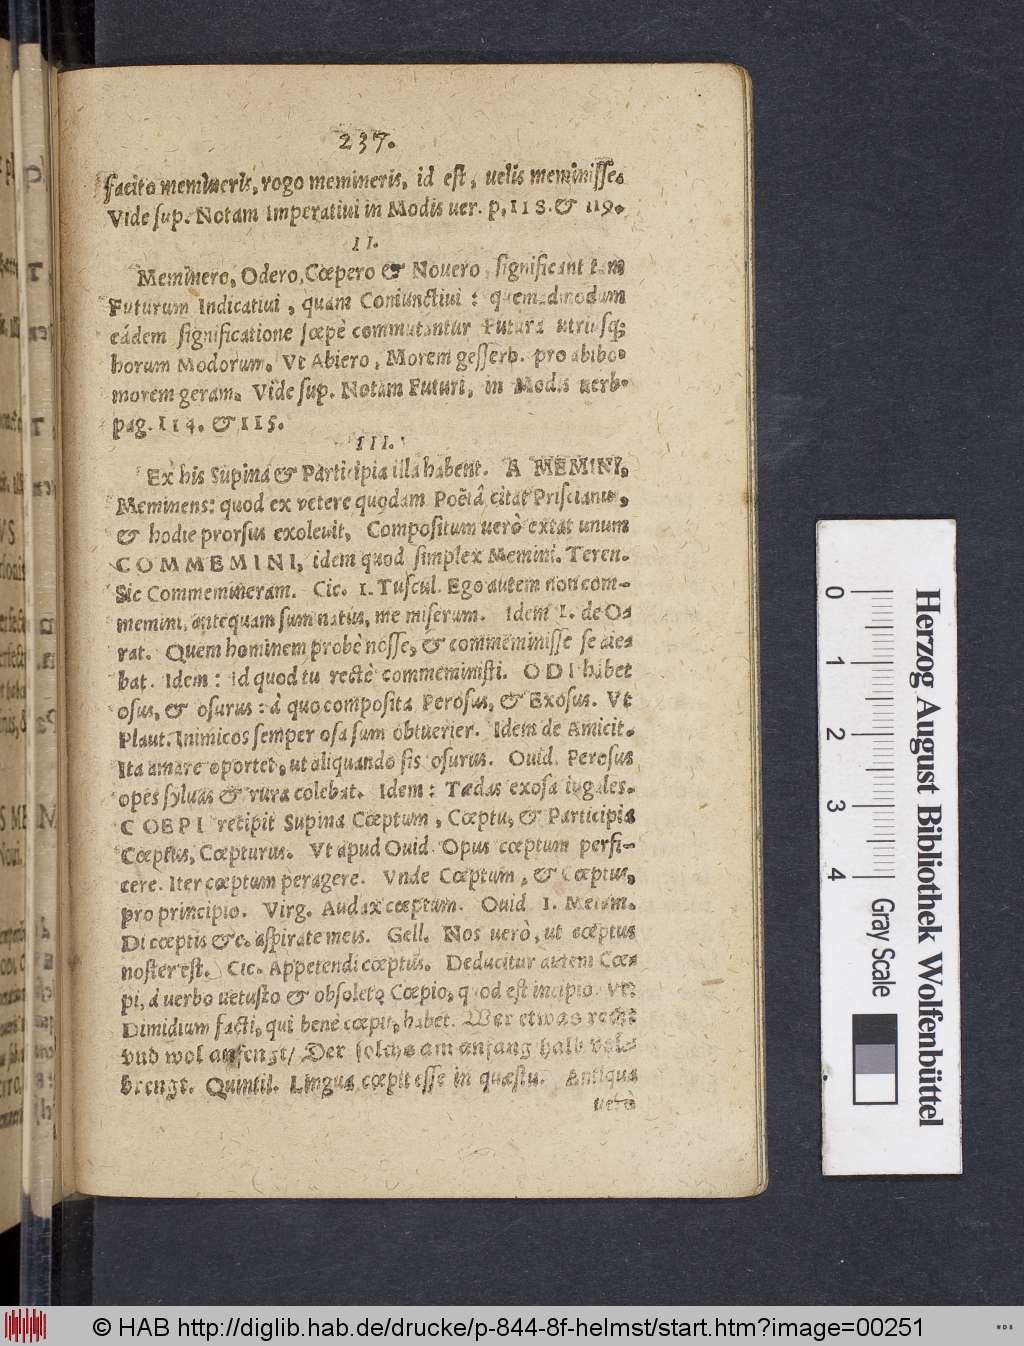 237.
facito memineris, rogo memineris, id est, uelis meminisse.
Vide sup. Notam Imperatiui in Modis uer. p. 118. & 119.
II.
Meminero, Odero, Cœpero & Nouero, significant tam
Futurum Indicatiui, quam Coniunctiui: quemadmodum
eádem significatione sœpè commutantur Futura utriusq;
horum Modorum. Vt Abiero, Morem gessero. pro abibo.
morem geram. Vide sup. Notam Futuri, in Modis uerb.
pag. 114. & 115.
III.
Ex his Supina & Participia illa habent. A MEMINI,
Meminens: quod ex vetere quodam Poëtâ citat Priscianus,
& hodie prorsus exoleuit, Compositum uerò extat unum
COMMEMINI, idem quod simplex Memini. Teren.
Sic Commemineram. Cic. 1. Tuscul. Ego autem non com-
memini, antequam sum natus, me miserum. Idem 1. de O-
rat. Quem hominem probè nosse, & commeminisse se aie-
bat. Idem: Id quod tu rectè commeministi. ODI habet
osus, & osurus: à quo composita Perosus, & Exosus. Vt
Plaut. Inimicos semper osa sum obtuerier. Idem de Amicit.
Ita amare oportet, ut aliquando sis osurus. Ouid. Perosus
opes syluas & rura colebat. Idem: Tædas exosa iugales.
COEPI recipit Supina Cœptum, Cœptu, & Participia
Cœptus, Cœpturus. Vt apud Ouid. Opus cœptum perfi-
cere. Iter cœptum peragere. Vnde Cœptum, & Cœptus,
pro principio. Virg. Audax cœptum. Ouid 1. Metam.
Di cœptis &c. aspirate meis. Gell. Nos uerò, ut cœptus
noster est. Cic. Appetendi cœptus. Deducitur autem Cœ-
pi, à uerbo uetusto & obsoleto Cœpio, quod est incipio. Vt:
Dimidium facti, qui benè cœpit, habet. Wer etwas recht
vnd wol anfengt/ Der solchs am anfang halb vol-
brengt. Quintil. Lingua cœpit esse in quæstu. Antiqua
uerò
Herzog August Bibliothek Wolfenbüttel
0 1 2 3 4
Gray Scale
© HAB http://diglib.hab.de/drucke/p-844-8f-helmst/start.htm?image=00251